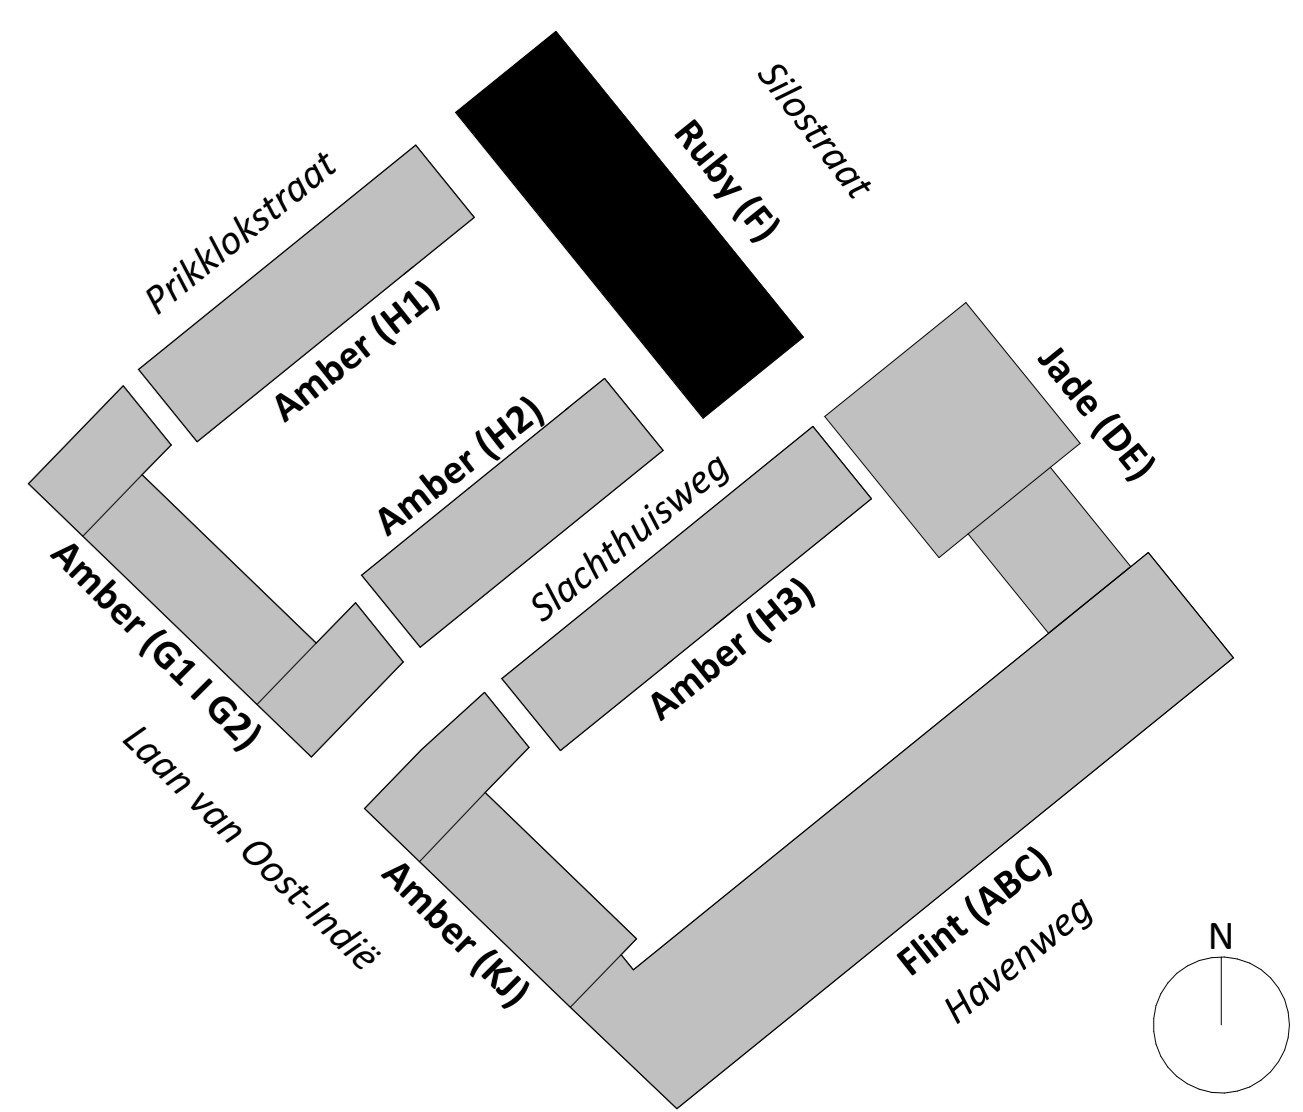 Silostraat
Ruby (F)
Prikklokstraat
Amber (H1)
Jade (DE)
Amber (H2)
Slachthuisweg
Amber (G1 I G2)
Amber (H3)
Laan van Oost-Indië
Amber (KJ)
Flint (ABC)
Havenweg
N